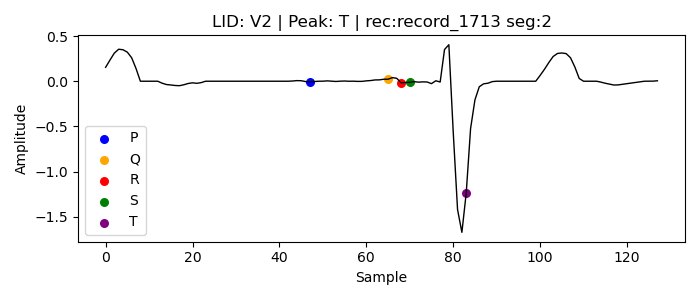 LID: V2 | Peak: T | rec:record_1713 seg:2
0.5
0.0
−0.5
−1.0
−1.5
Amplitude
P
Q
R
S
T
0 20 40 60 80 100 120
Sample